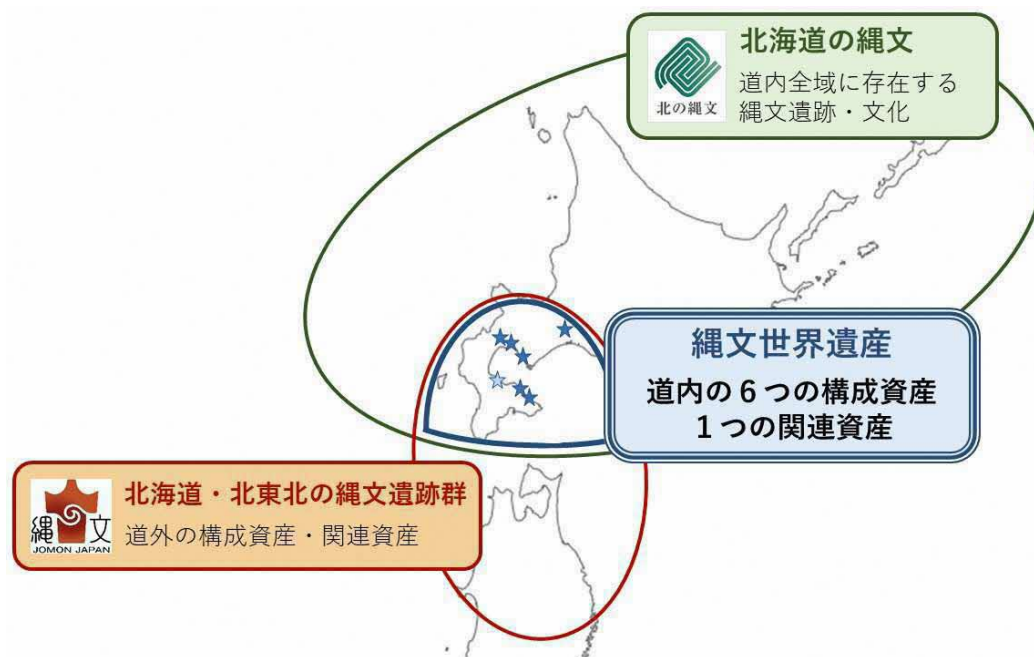 北海道の縄文
道内全域に存在する
縄文遺跡・文化
北の縄文
縄文世界遺産
道内の6つの構成資産
1つの関連資産
北海道・北東北の縄文遺跡群
道外の構成資産・関連資産
縄文
JOMON JAPAN